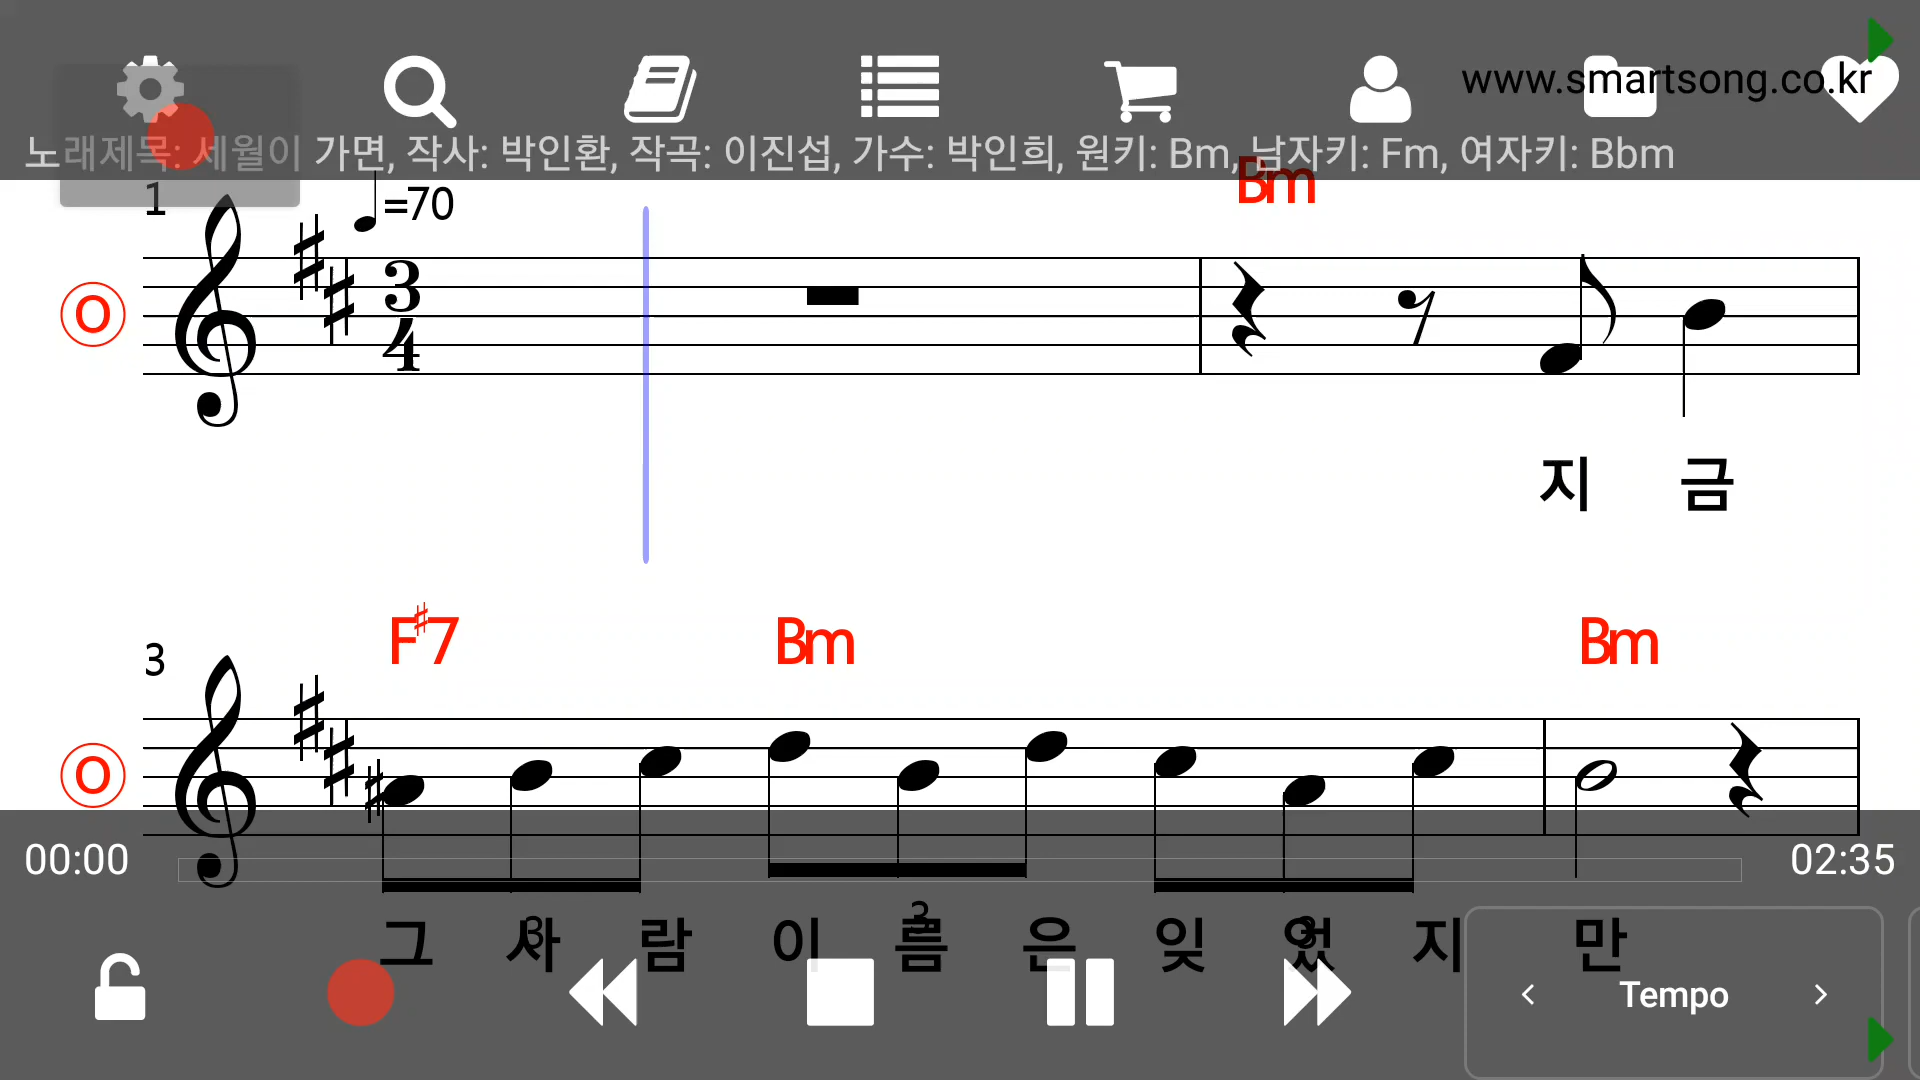 www.smartsong.co.kr
노래제목: 세월이 가면, 작사: 박인환, 작곡: 이진섭, 가수: 박인희, 원키: Bm, 남자키: Fm, 여자키: Bbm
1 =70 Bm
O 3
4
지 금
3 F♯7 Bm Bm
O
00:00 02:35
3 3 3
그 사 람 이 름 은 잊 었 지 만
Tempo